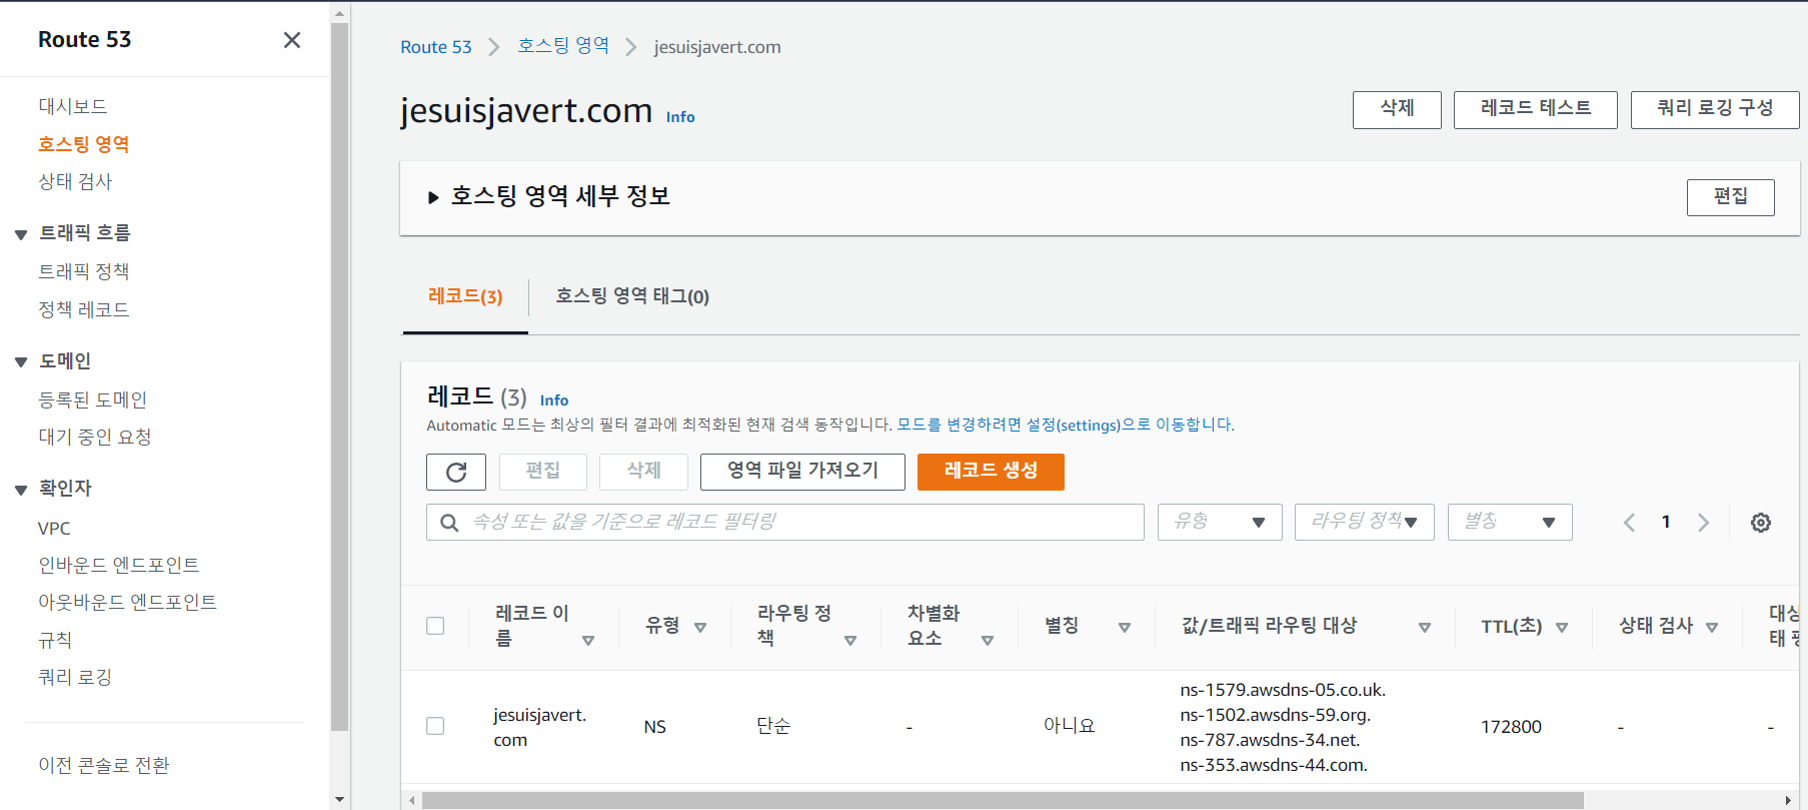 Route 53
대시보드
호스팅 영역
상태 검사
트래픽 흐름
트래픽 정책
정책 레코드
도메인
등록된 도메인
대기 중인 요청
확인자
VPC
인바운드 엔드포인트
아웃바운드 엔드포인트
규칙
쿼리 로깅
이전 콘솔로 전환
Route 53 호스팅 영역 jesuisjavert.com
jesuisjavert.com Info
삭제 레코드 테스트 쿼리 로깅 구성
호스팅 영역 세부 정보
편집
레코드(3) 호스팅 영역 태그(0)
레코드 (3) Info
Automatic 모드는 최상의 필터 결과에 최적화된 현재 검색 동작입니다. 모드를 변경하려면 설정(settings)으로 이동합니다.
편집 삭제 영역 파일 가져오기 레코드 생성
속성 또는 값을 기준으로 레코드 필터링 유형 라우팅 정책 별칭 1
레코드 이
름
유형
라우팅 정
책
차별화
요소
별칭
값/트래픽 라우팅 대상
TTL(초)
상태 검사
jesuisjavert.
com
NS
단순
-
아니요
ns-1579.awsdns-05.co.uk.
ns-1502.awsdns-59.org.
ns-787.awsdns-34.net.
ns-353.awsdns-44.com.
172800
-
-